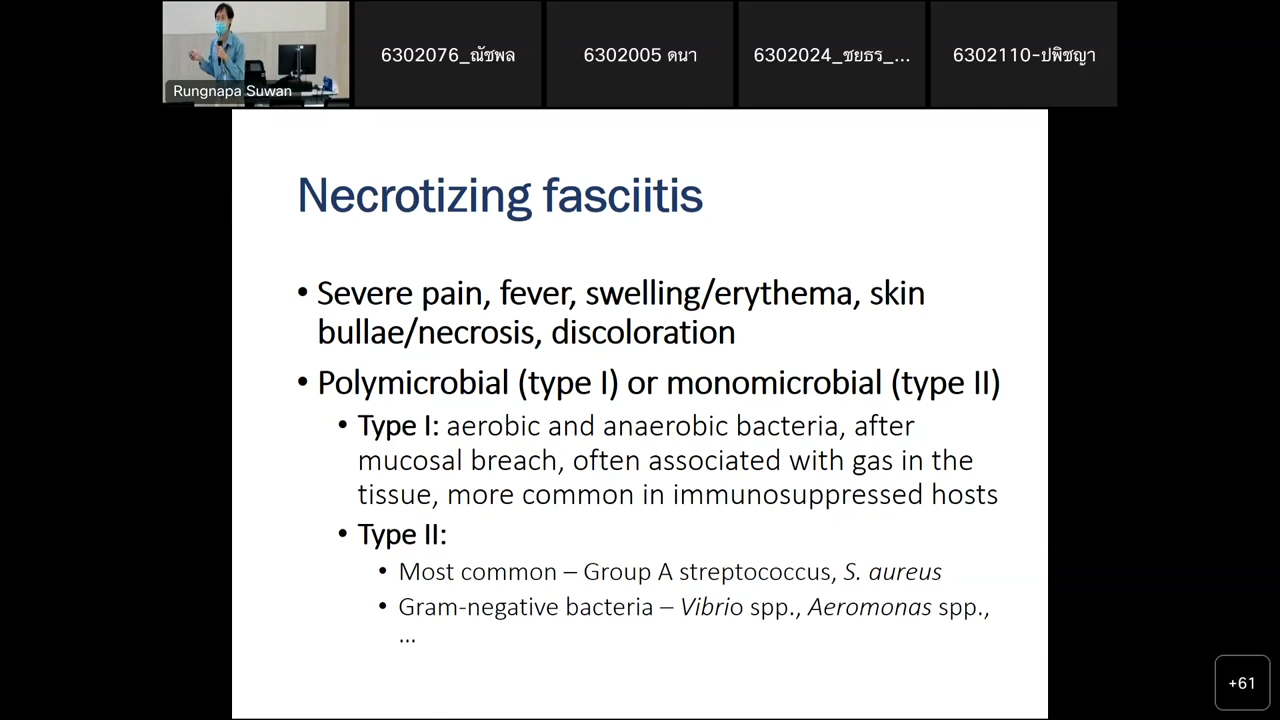 Rungnapa Suwan
6302076_ณัชพล
6302005 ดนา
6302024_ชยธร_...
6302110-ปพิชญา
Necrotizing fasciitis
• Severe pain, fever, swelling/erythema, skin
bullae/necrosis, discoloration
• Polymicrobial (type I) or monomicrobial (type II)
• Type I: aerobic and anaerobic bacteria, after
mucosal breach, often associated with gas in the
tissue, more common in immunosuppressed hosts
• Type II:
• Most common – Group A streptococcus, S. aureus
• Gram-negative bacteria – Vibrio spp., Aeromonas spp.,
...
+61